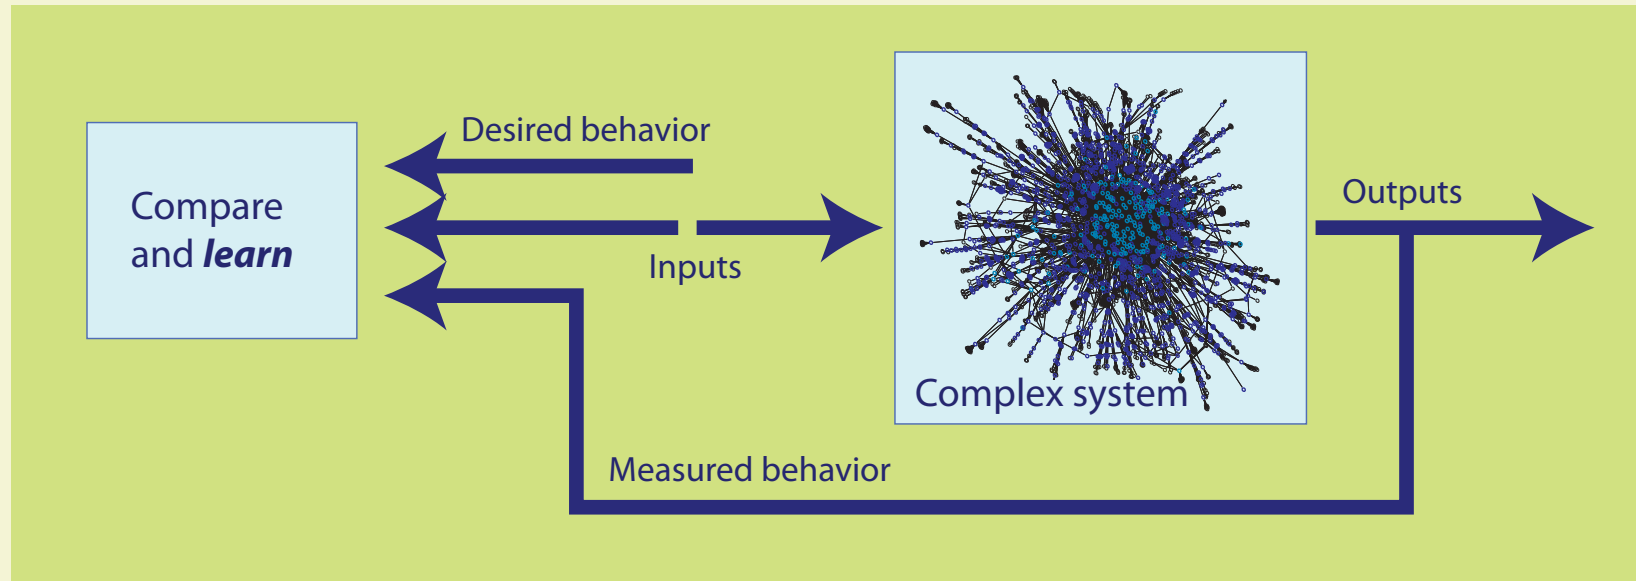 Desired behavior
Compare
and learn
Inputs
Outputs
Complex system
Measured behavior